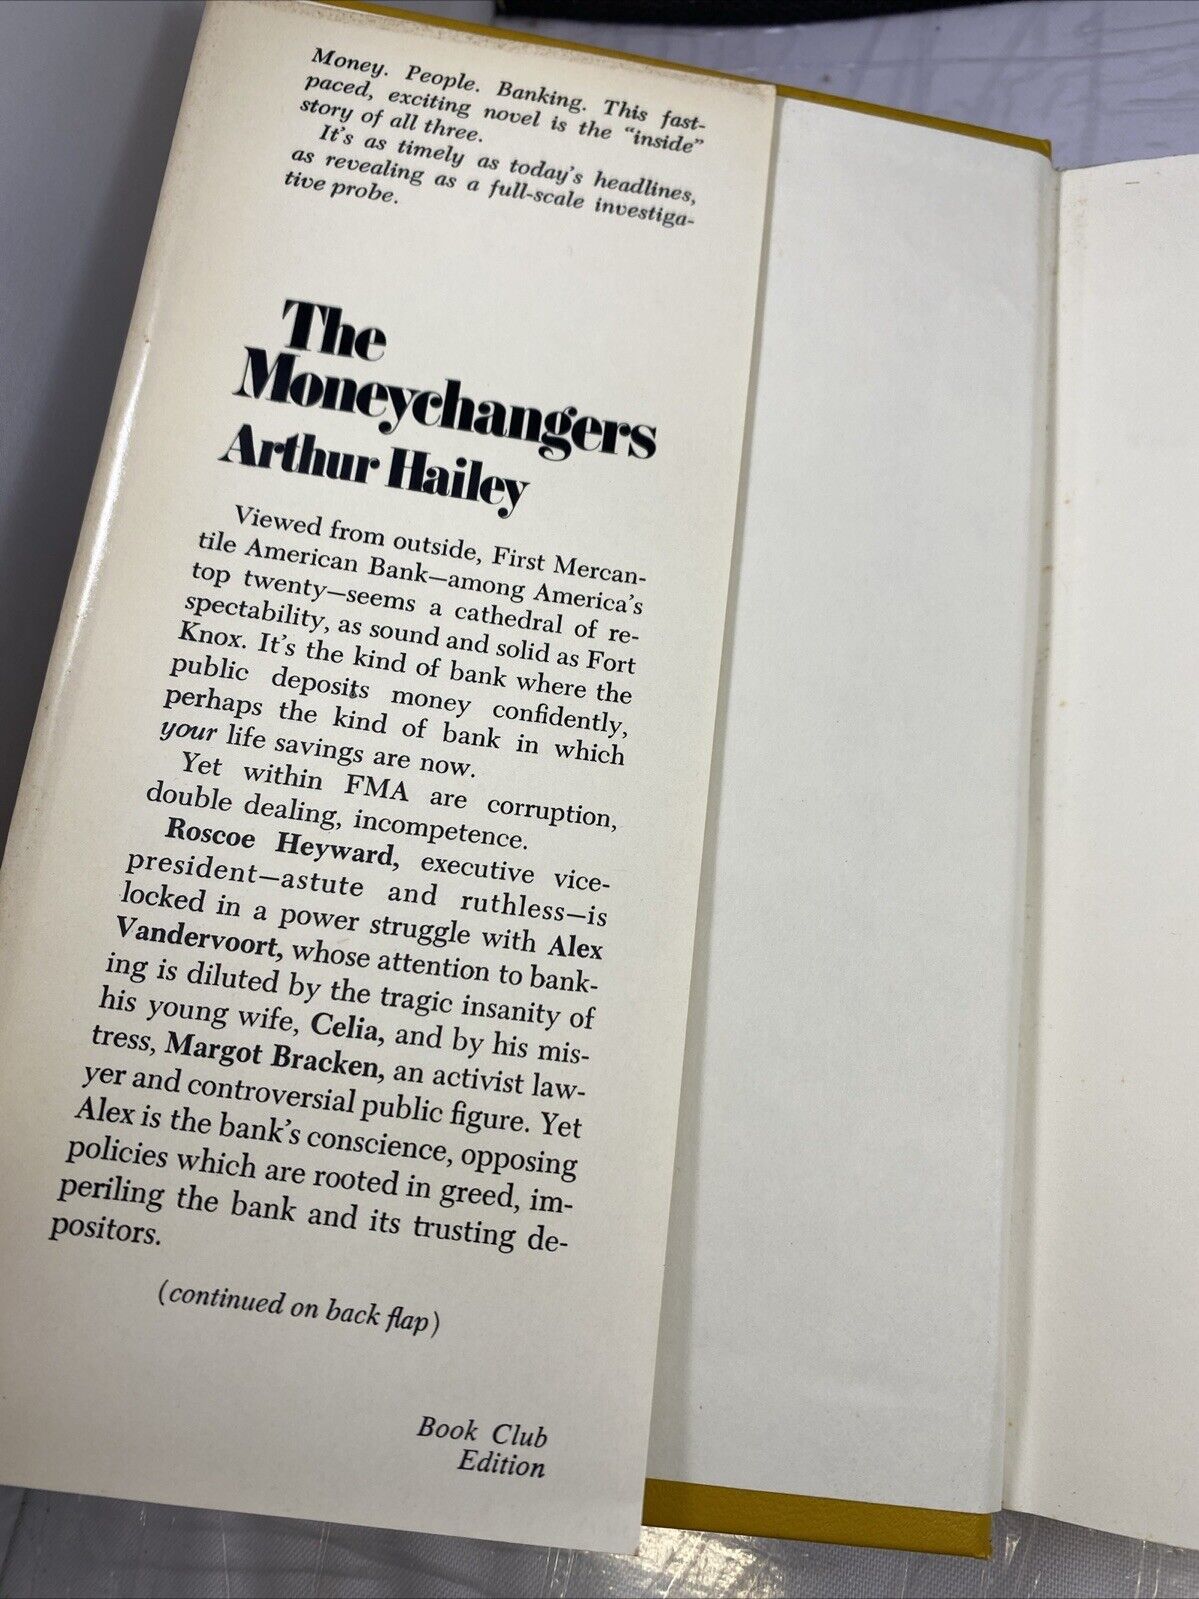 Money. People. Banking. This fast-
paced, exciting novel is the "inside"
story of all three.
It's as timely as today's headlines,
as revealing as a full-scale investiga-
tive probe.
The
Moneychangers
Arthur Hailey
Viewed from outside, First Mercan-
tile American Bank—among America's
top twenty—seems a cathedral of re-
spectability, as sound and solid as Fort
Knox. It's the kind of bank where the
public deposits money confidently,
perhaps the kind of bank in which
your life savings are now.
Yet within FMA are corruption,
double dealing, incompetence.
Roscoe Heyward, executive vice-
president—astute and ruthless—is
locked in a power struggle with Alex
Vandervoort, whose attention to bank-
ing is diluted by the tragic insanity of
his young wife, Celia, and by his mis-
tress, Margot Bracken, an activist law-
yer and controversial public figure. Yet
Alex is the bank's conscience, opposing
policies which are rooted in greed, im-
periling the bank and its trusting de-
positors.
(continued on back flap)
Book Club
Edition